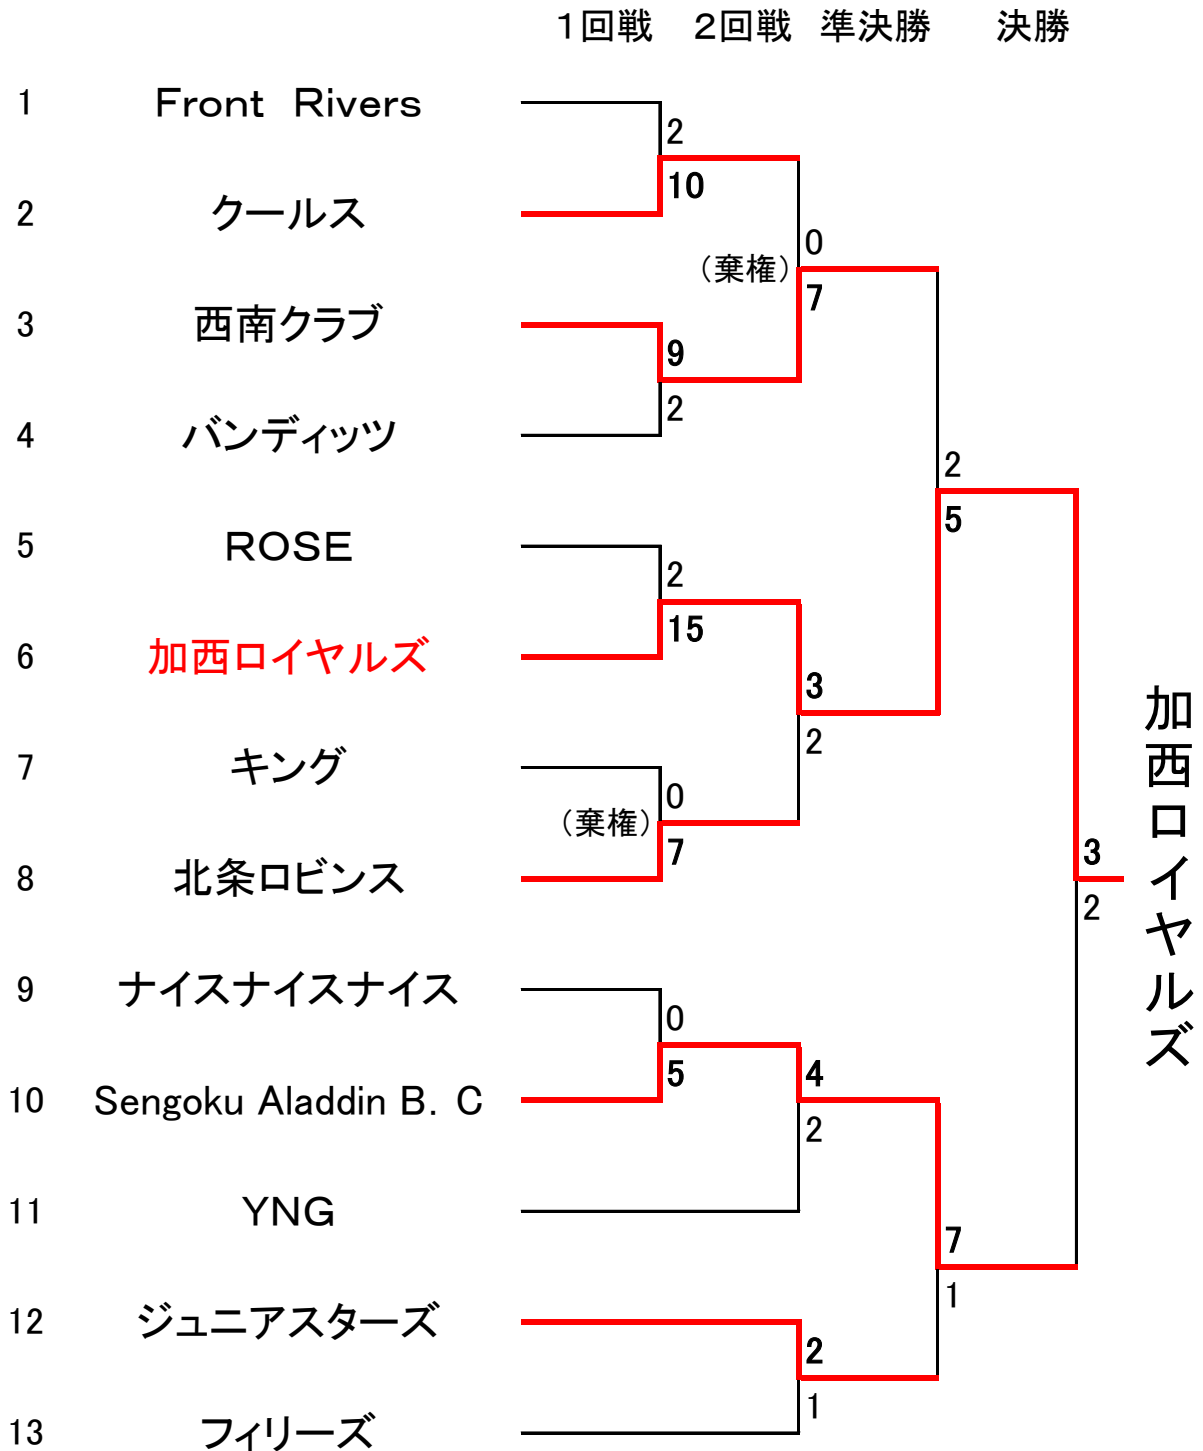 １回戦 ２回戦 準決勝 決勝
1 Front Rivers
2
10
2 クールス
0
（棄権）
7
3 西南クラブ
9
2
4 バンディッツ
2
5
5 ROSE
2
15
6 加西ロイヤルズ
3
2
7 キング
0
（棄権）
7
8 北条ロビンス
3
2
加西ロイヤルズ
9 ナイスナイスナイス
0
5
4
10 Sengoku Aladdin B．C
2
11 YNG
7
1
12 ジュニアスターズ
2
1
13 フィリーズ